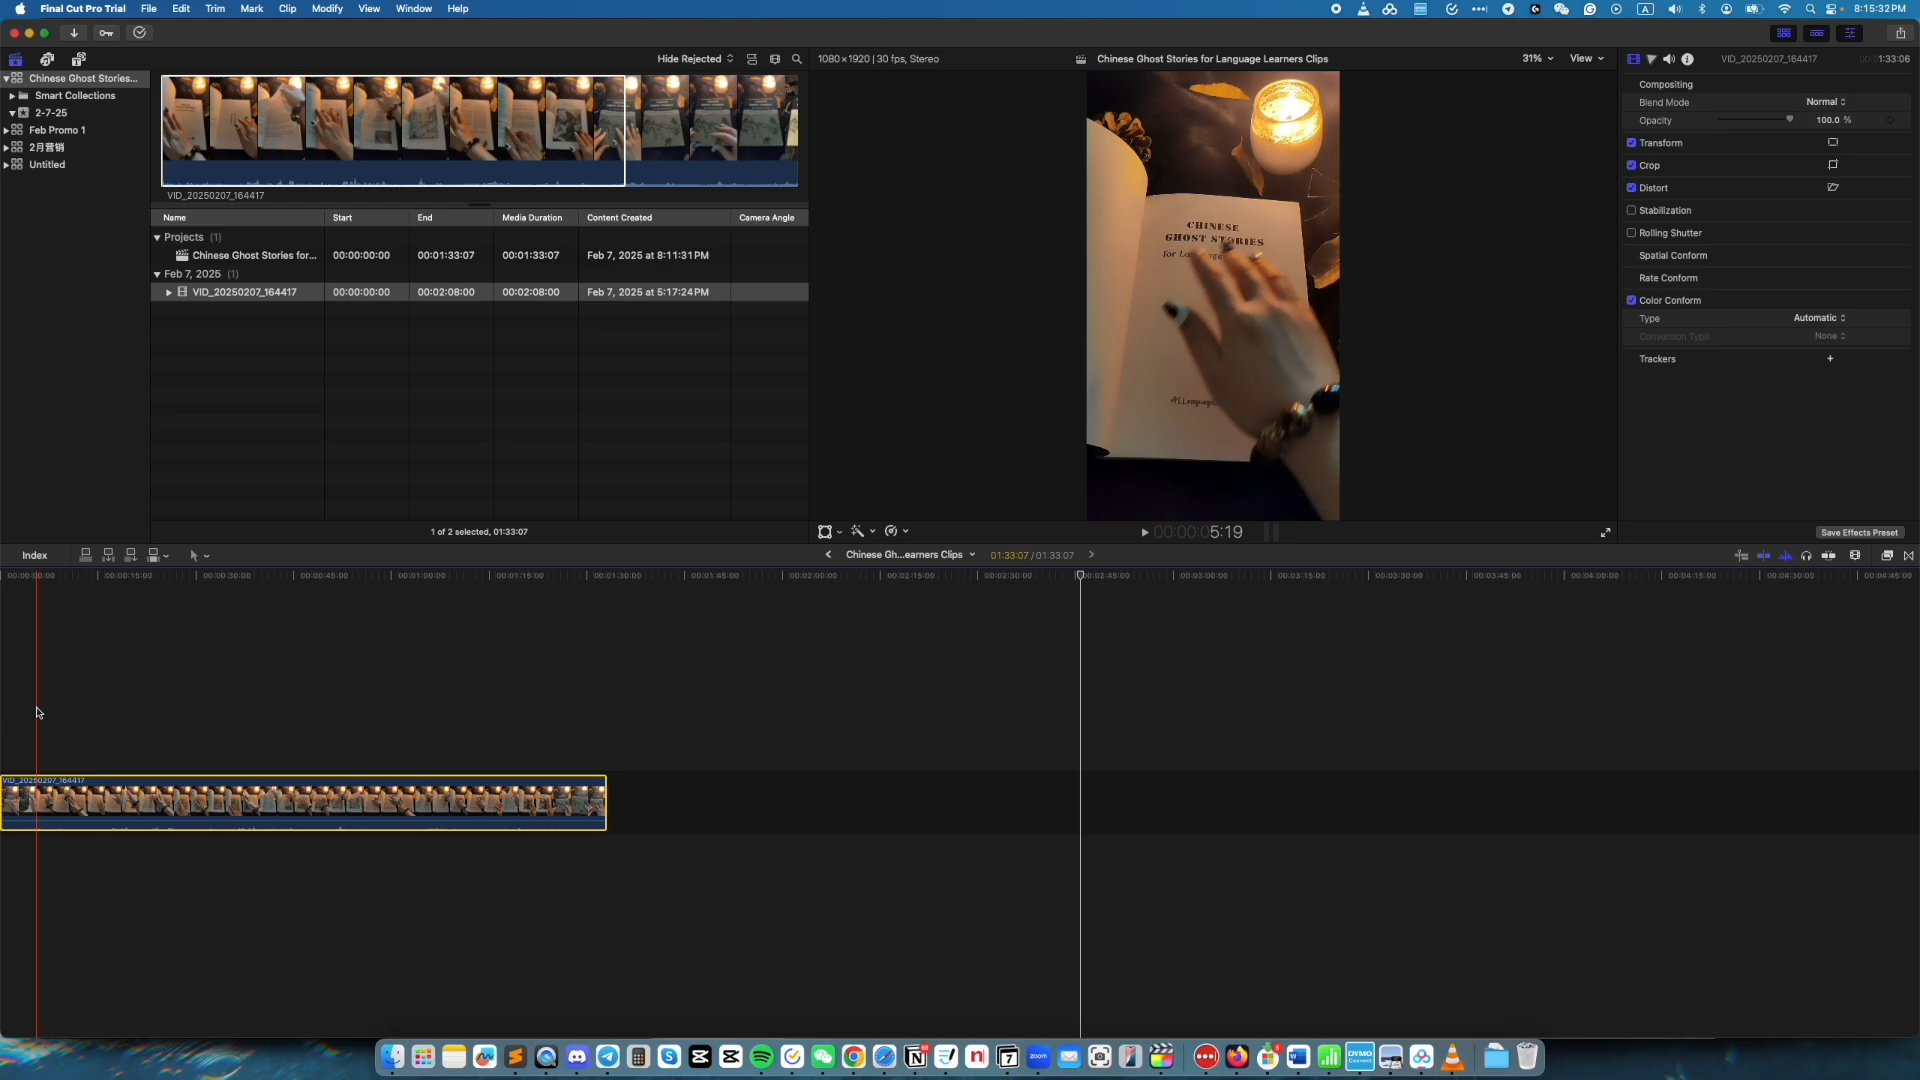 Final Cut Pro Trial File Edit Trim Mark Clip Modify View Window Help
8:15:32 PM
Hide Rejected
1080×1920 | 30 fps, Stereo
Chinese Ghost Stories for Language Learners Clips
31%
View
VID_20250207_164417
1:33:06
Chinese Ghost Stories...
Smart Collections
2-7-25
Feb Promo 1
2月营销
Untitled
VID_20250207_164417
Name Start End Media Duration Content Created Camera Angle
Projects (1)
Chinese Ghost Stories for... 00:00:00:00 00:01:33:07 00:01:33:07 Feb 7, 2025 at 8:11:31 PM
Feb 7, 2025 (1)
VID_20250207_164417 00:00:00:00 00:02:08:00 00:02:08:00 Feb 7, 2025 at 5:17:24 PM
1 of 2 selected, 01:33:07
CHINESE
GHOST STORIES
for
Compositing
Blend Mode Normal
Opacity 100.0 %
Transform
Crop
Distort
Stabilization
Rolling Shutter
Spatial Conform
Rate Conform
Color Conform
Type Automatic
Conversion Type None
Trackers +
00:00:05:19
Save Effects Preset
Index
Chinese Gh...earners Clips
01:33:07 / 01:33:07
00:00:00:00 00:00:15:00 00:00:30:00 00:00:45:00 00:01:00:00 00:01:15:00 00:01:30:00 00:01:45:00 00:02:00:00 00:02:15:00 00:02:30:00 00:02:45:00 00:03:00:00 00:03:15:00 00:03:30:00 00:03:45:00 00:04:00:00 00:04:15:00 00:04:30:00 00:04:45:00
VID_20250207_164417
zoom
DYMO